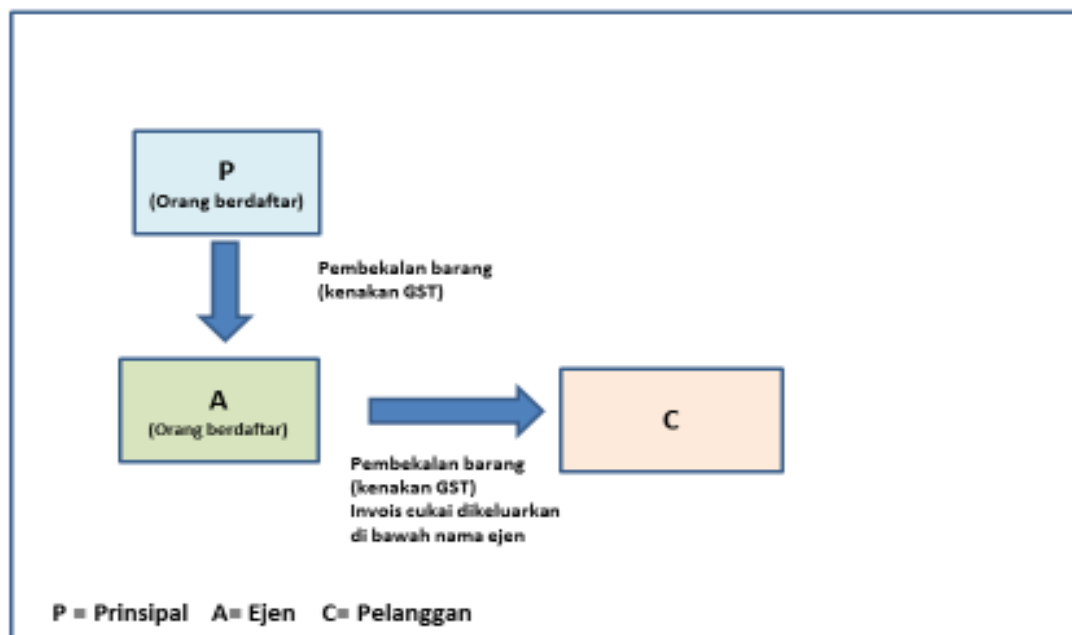 P
(Orang berdaftar)
Pembekalan barang
(kenakan GST)
A
(Orang berdaftar)
C
Pembekalan barang
(kenakan GST)
Invois cukai dikeluarkan
di bawah nama ejen
P = Prinsipal A= Ejen C= Pelanggan